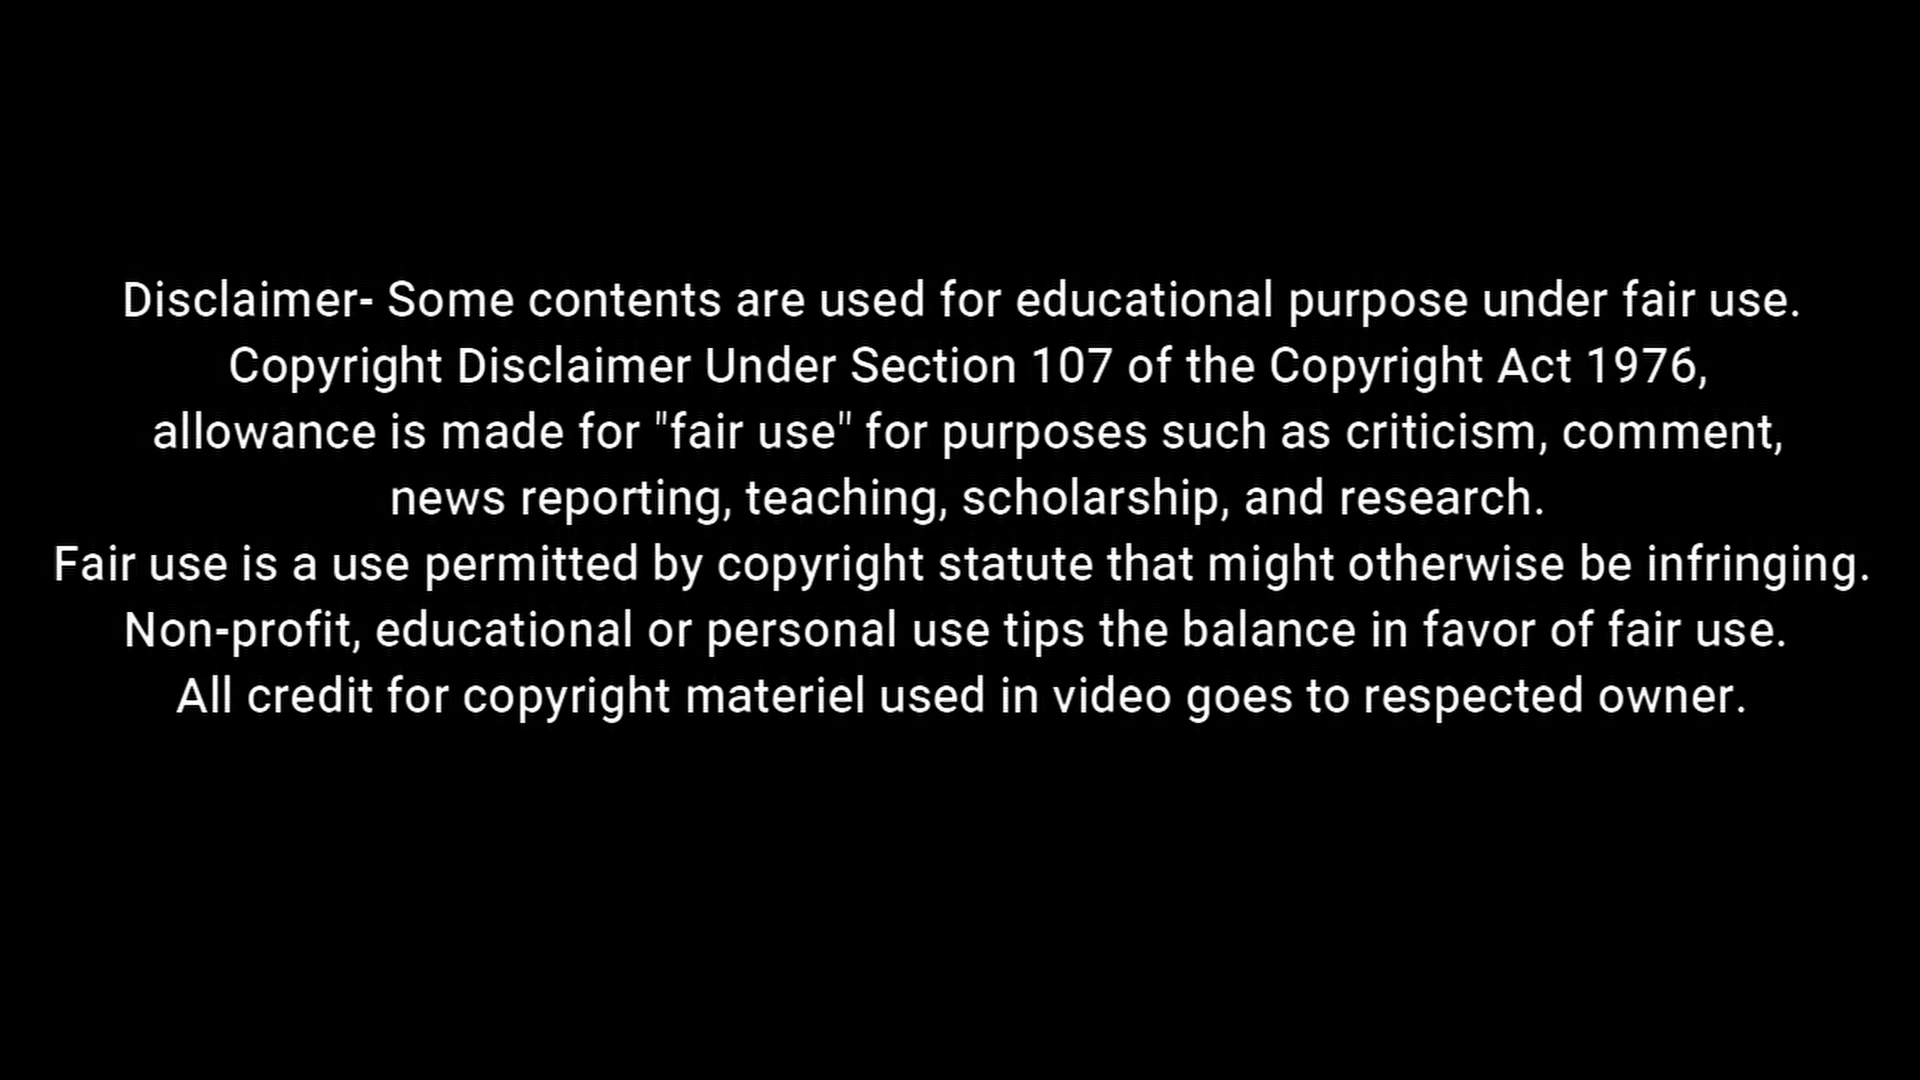 Disclaimer- Some contents are used for educational purpose under fair use.
Copyright Disclaimer Under Section 107 of the Copyright Act 1976,
allowance is made for "fair use" for purposes such as criticism, comment,
news reporting, teaching, scholarship, and research.
Fair use is a use permitted by copyright statute that might otherwise be infringing.
Non-profit, educational or personal use tips the balance in favor of fair use.
All credit for copyright materiel used in video goes to respected owner.